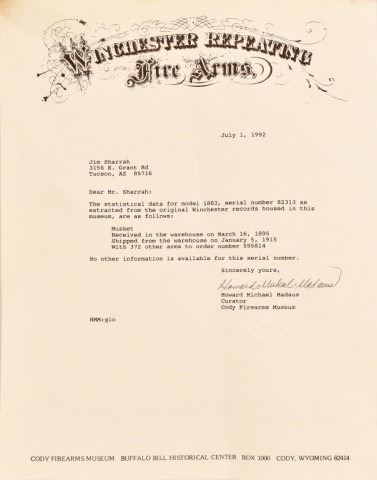 WINCHESTER REPEATING
Fire Arms.
July 1, 1992
Jim Sharrah
3156 E. Grant Rd
Tucson, AS 85716
Dear Mr. Sharrah:
The statistical data for model 1883, serial number 82313 as
extracted from the original Winchester records housed in this
museum, are as follows:
Musket
Received in the warehouse on March 16, 1895
Shipped from the warehouse on January 5, 1915
With 372 other arms to order number 595814
No other information is available for this serial number.
Sincerely yours,
Howard Michael Madaus
Howard Michael Madaus
Curator
Cody Firearms Museum
HMM:glo
CODY FIREARMS MUSEUM BUFFALO BILL HISTORICAL CENTER BOX 1000 CODY, WYOMING 82414